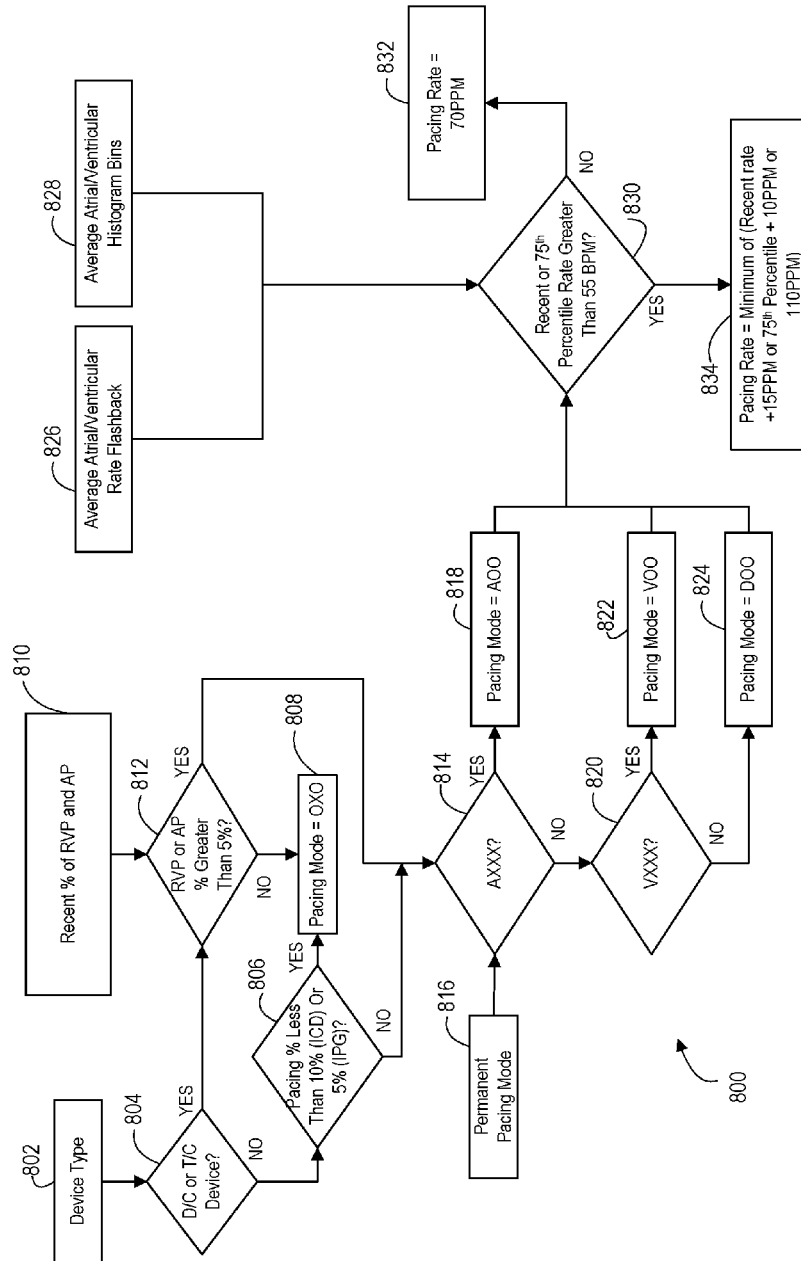 802
Device Type
804
D/C or T/C
Device?
YES
NO
810
Recent % of RVP and AP
812
RVP or AP
% Greater
Than 5%?
YES
NO
806
Pacing % Less
Than 10% (ICD) Or
5% (IPG)?
YES
NO
808
Pacing Mode = OXO
816
Permanent
Pacing Mode
814
AXXX?
YES
NO
818
Pacing Mode = AOO
820
VXXX?
YES
NO
822
Pacing Mode = VOO
824
Pacing Mode = DOO
826
Average Atrial/Ventricular
Rate Flashback
828
Average Atrial/Ventricular
Histogram Bins
830
Recent or 75th
Percentile Rate Greater
Than 55 BPM?
NO
YES
832
Pacing Rate =
70PPM
834
Pacing Rate = Minimum of (Recent rate
+15PPM or 75th Percentile + 10PPM or
110PPM)
800